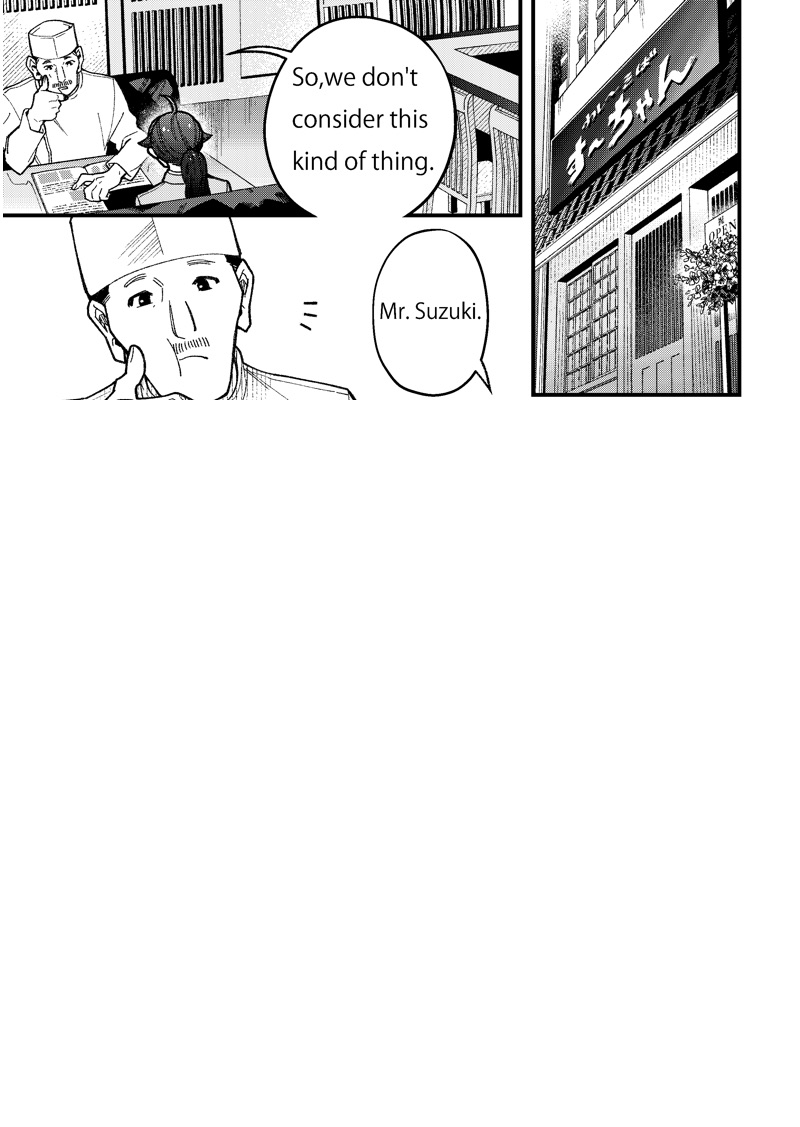 す〜ちゃん
OPEN
So,we don't
consider this
kind of thing.
Mr. Suzuki.